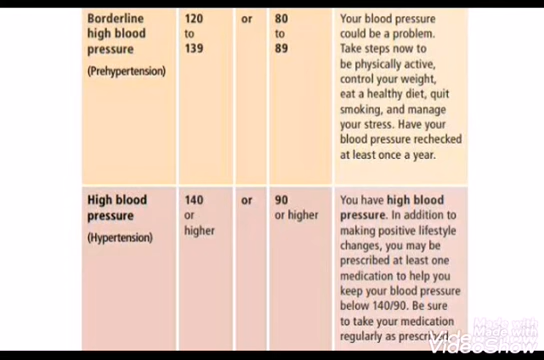 Borderline
high blood
pressure
(Prehypertension)
120
to
139
or
80
to
89
Your blood pressure
could be a problem.
Take steps now to
be physically active,
control your weight,
eat a healthy diet, quit
smoking, and manage
your stress. Have your
blood pressure rechecked
at least once a year.
High blood
pressure
(Hypertension)
140
or
higher
or
90
or higher
You have high blood
pressure. In addition to
making positive lifestyle
changes, you may be
prescribed at least one
medication to help you
keep your blood pressure
below 140/90. Be sure
to take your medication
regularly as prescribed.
Made with
VideoShow